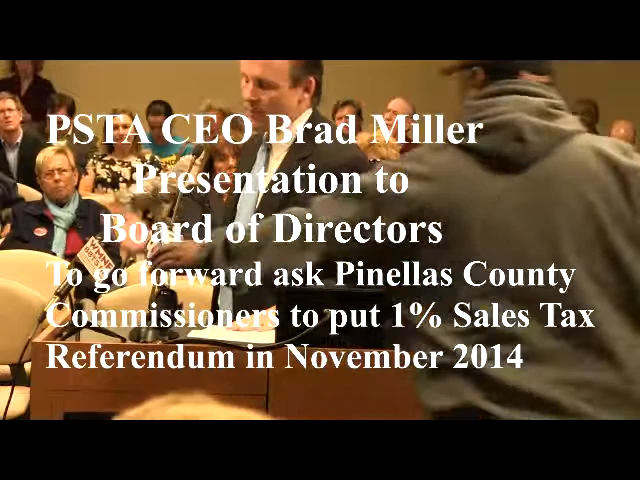 PSTA CEO Brad Miller
Presentation to
Board of Directors
To go forward ask Pinellas County
Commissioners to put 1% Sales Tax
Referendum in November 2014
WMNF